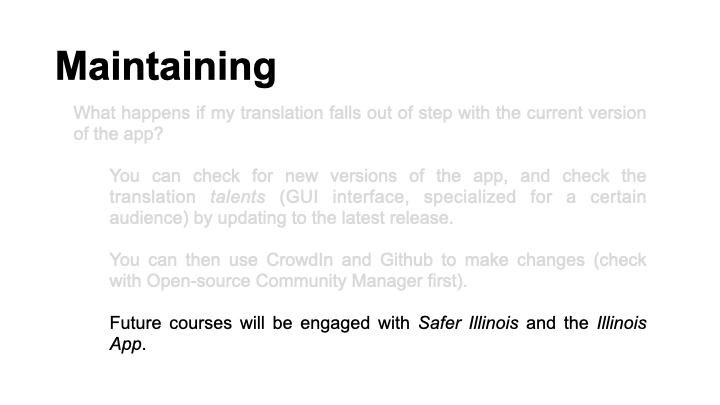 Maintaining
What happens if my translation falls out of step with the current version
of the app?
You can check for new versions of the app, and check the
translation talents (GUI interface, specialized for a certain
audience) by updating to the latest release.
You can then use CrowdIn and Github to make changes (check
with Open-source Community Manager first).
Future courses will be engaged with Safer Illinois and the Illinois
App.